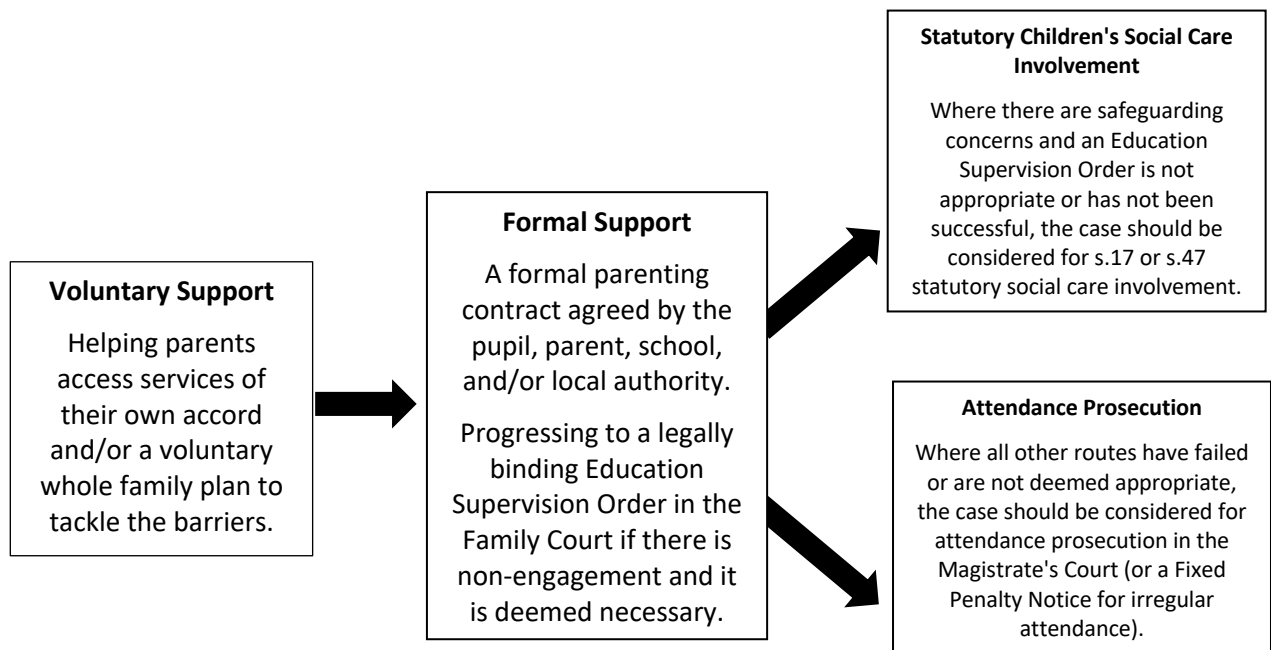 Voluntary Support
Helping parents
access services of
their own accord
and/or a voluntary
whole family plan to
tackle the barriers.
Formal Support
A formal parenting
contract agreed by the
pupil, parent, school,
and/or local authority.
Progressing to a legally
binding Education
Supervision Order in the
Family Court if there is
non-engagement and it
is deemed necessary.
Statutory Children's Social Care
Involvement
Where there are safeguarding
concerns and an Education
Supervision Order is not
appropriate or has not been
successful, the case should be
considered for s.17 or s.47
statutory social care involvement.
Attendance Prosecution
Where all other routes have failed
or are not deemed appropriate,
the case should be considered for
attendance prosecution in the
Magistrate's Court (or a Fixed
Penalty Notice for irregular
attendance).